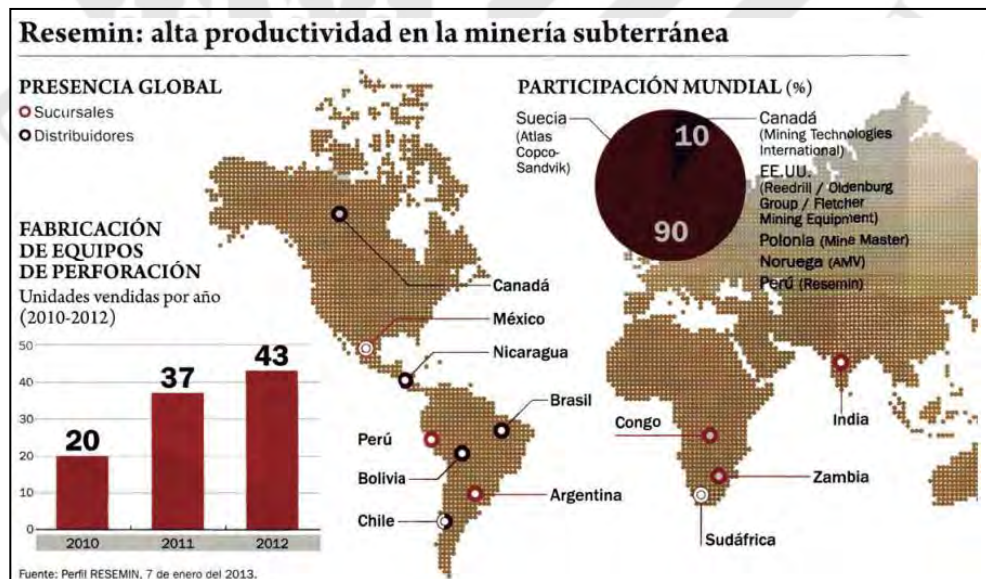 Resemin: alta productividad en la minería subterránea
PRESENCIA GLOBAL
Sucursales
Distribuidores
FABRICACIÓN
DE EQUIPOS
DE PERFORACIÓN
Unidades vendidas por año
(2010-2012)
50
40
30
20
10
0
20
37
43
2010
2011
2012
Fuente: Perfil RESEMIN, 7 de enero del 2013.
PARTICIPACIÓN MUNDIAL (%)
Suecia
(Atlas
Copco-
Sandvik)
10
90
Canadá
(Mining Technologies
International)
EE.UU.
(Reedrill / Oldenburg
Group / Fletcher
Mining Equipment)
Polonia (Mine Master)
Noruega (AMV)
Perú (Resemin)
Canadá
México
Nicaragua
Brasil
Perú
Bolivia
Argentina
Chile
Congo
India
Zambia
Sudáfrica